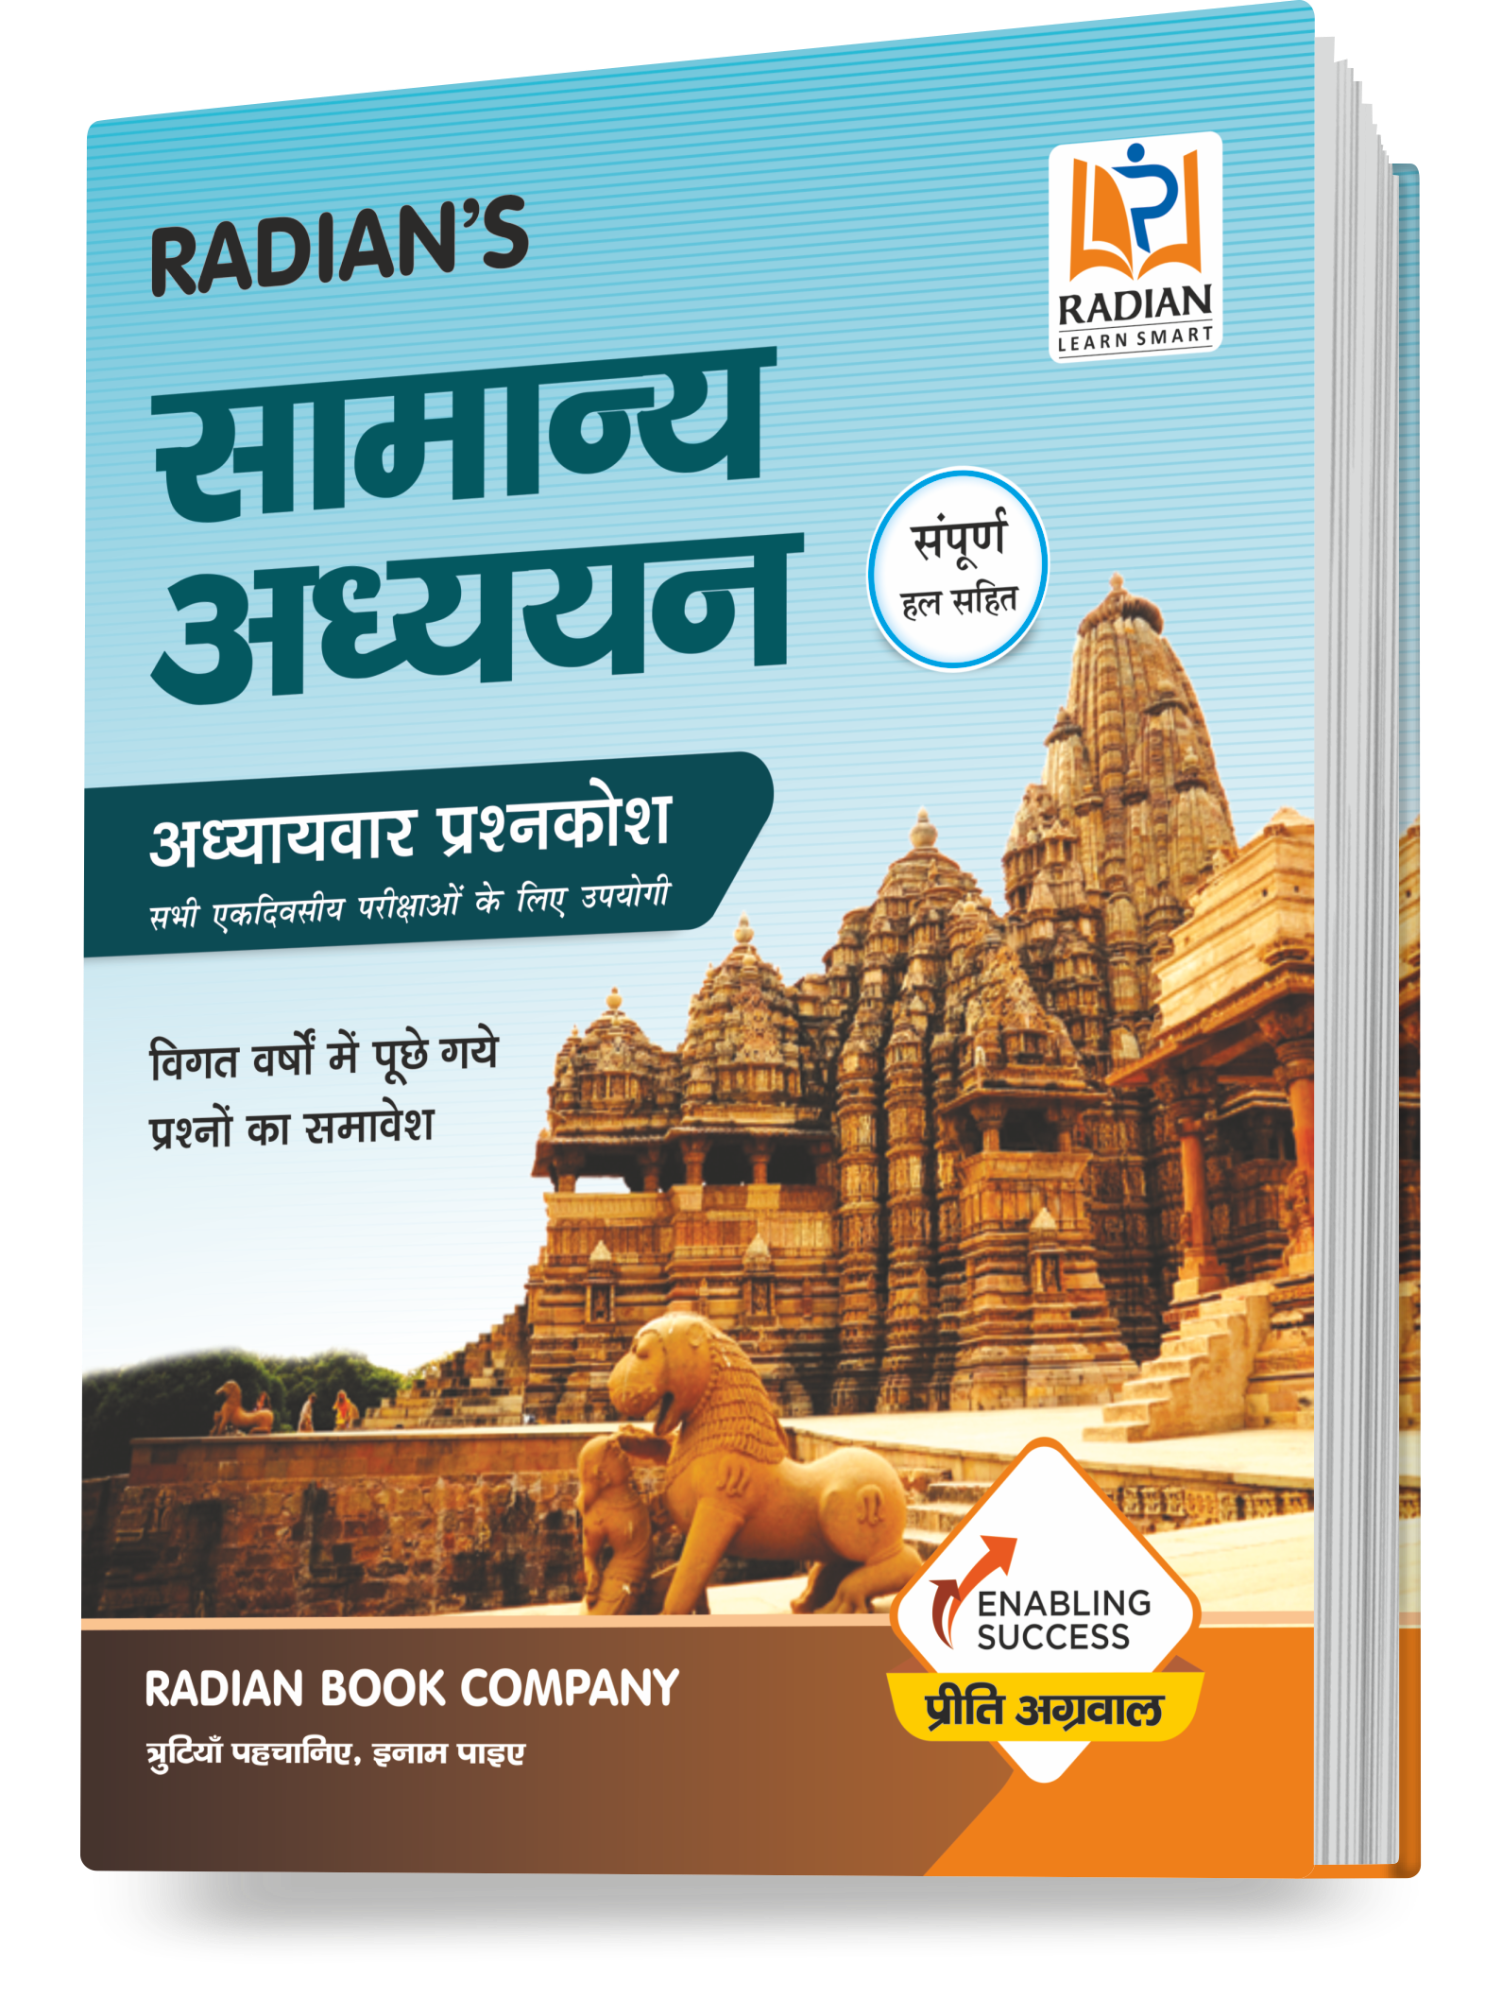 RADIAN'S
RADIAN
LEARN SMART
सामान्य
अध्ययन
संपूर्ण
हल सहित
अध्यायवार प्रश्नकोश
सभी एकदिवसीय परीक्षाओं के लिए उपयोगी
विगत वर्षों में पूछे गये
प्रश्नों का समावेश
ENABLING
SUCCESS
प्रीति अग्रवाल
RADIAN BOOK COMPANY
त्रुटियाँ पहचानिए, इनाम पाइए